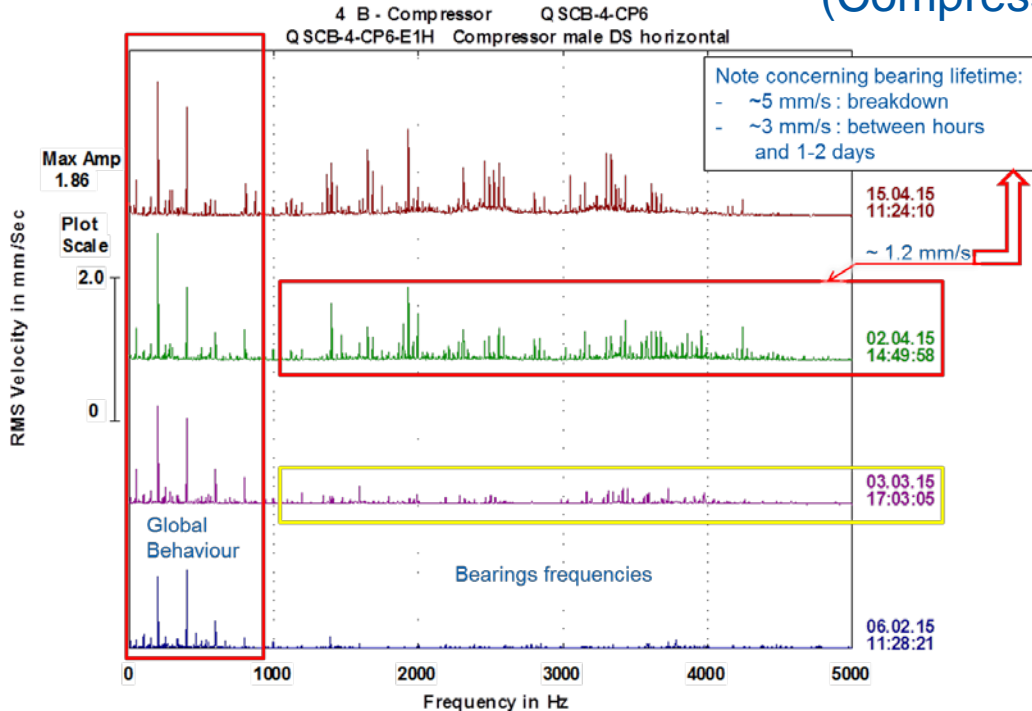 (Compress
4 B - Compressor QSCB-4-CP6
QSCB-4-CP6-E1H Compressor male DS horizontal
Note concerning bearing lifetime:
- ~5 mm/s : breakdown
- ~3 mm/s : between hours
and 1-2 days
Max Amp
1.86
15.04.15
11:24:10
Plot
Scale
~ 1.2 mm/s
2.0
RMS Velocity in mm/Sec
02.04.15
14:49:58
0
03.03.15
17:03:05
Global
Behaviour
Bearings frequencies
06.02.15
11:28:21
0 1000 2000 3000 4000 5000
Frequency in Hz